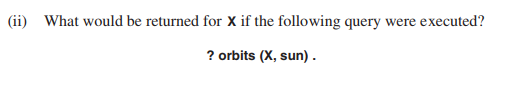 (ii) What would be returned for X if the following query were executed?
? orbits (X, sun) .